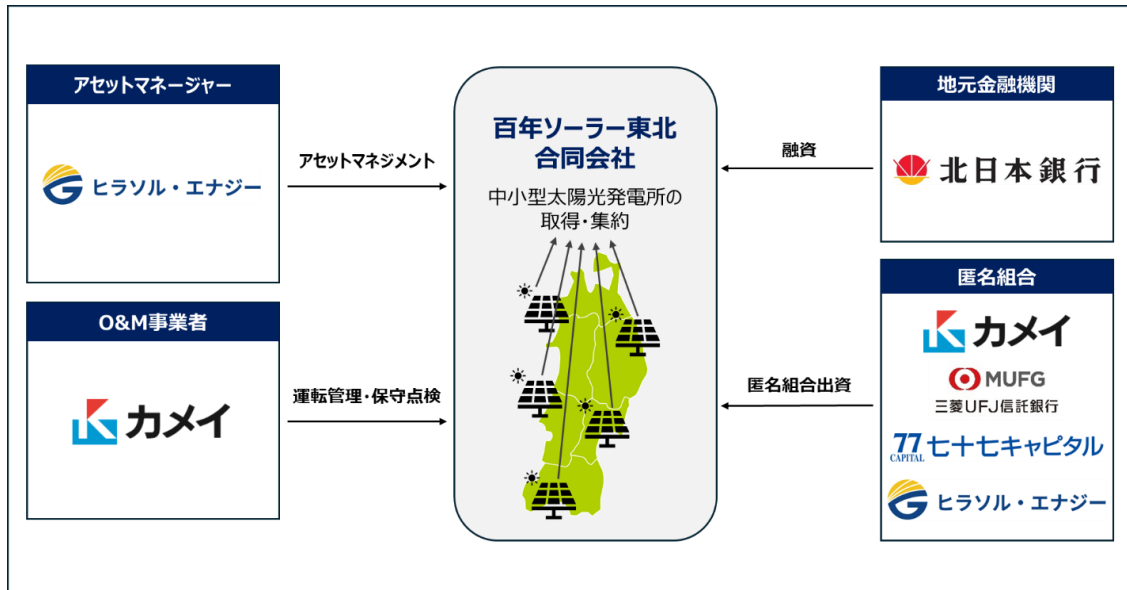 アセットマネージャー
ヒラソル・エナジー
アセットマネジメント
O&M事業者
カメイ
運転管理・保守点検
百年ソーラー東北
合同会社
中小型太陽光発電所の
取得・集約
地元金融機関
融資
北日本銀行
匿名組合
匿名組合出資
カメイ
MUFG
三菱UFJ信託銀行
77
CAPITAL
七十七キャピタル
ヒラソル・エナジー